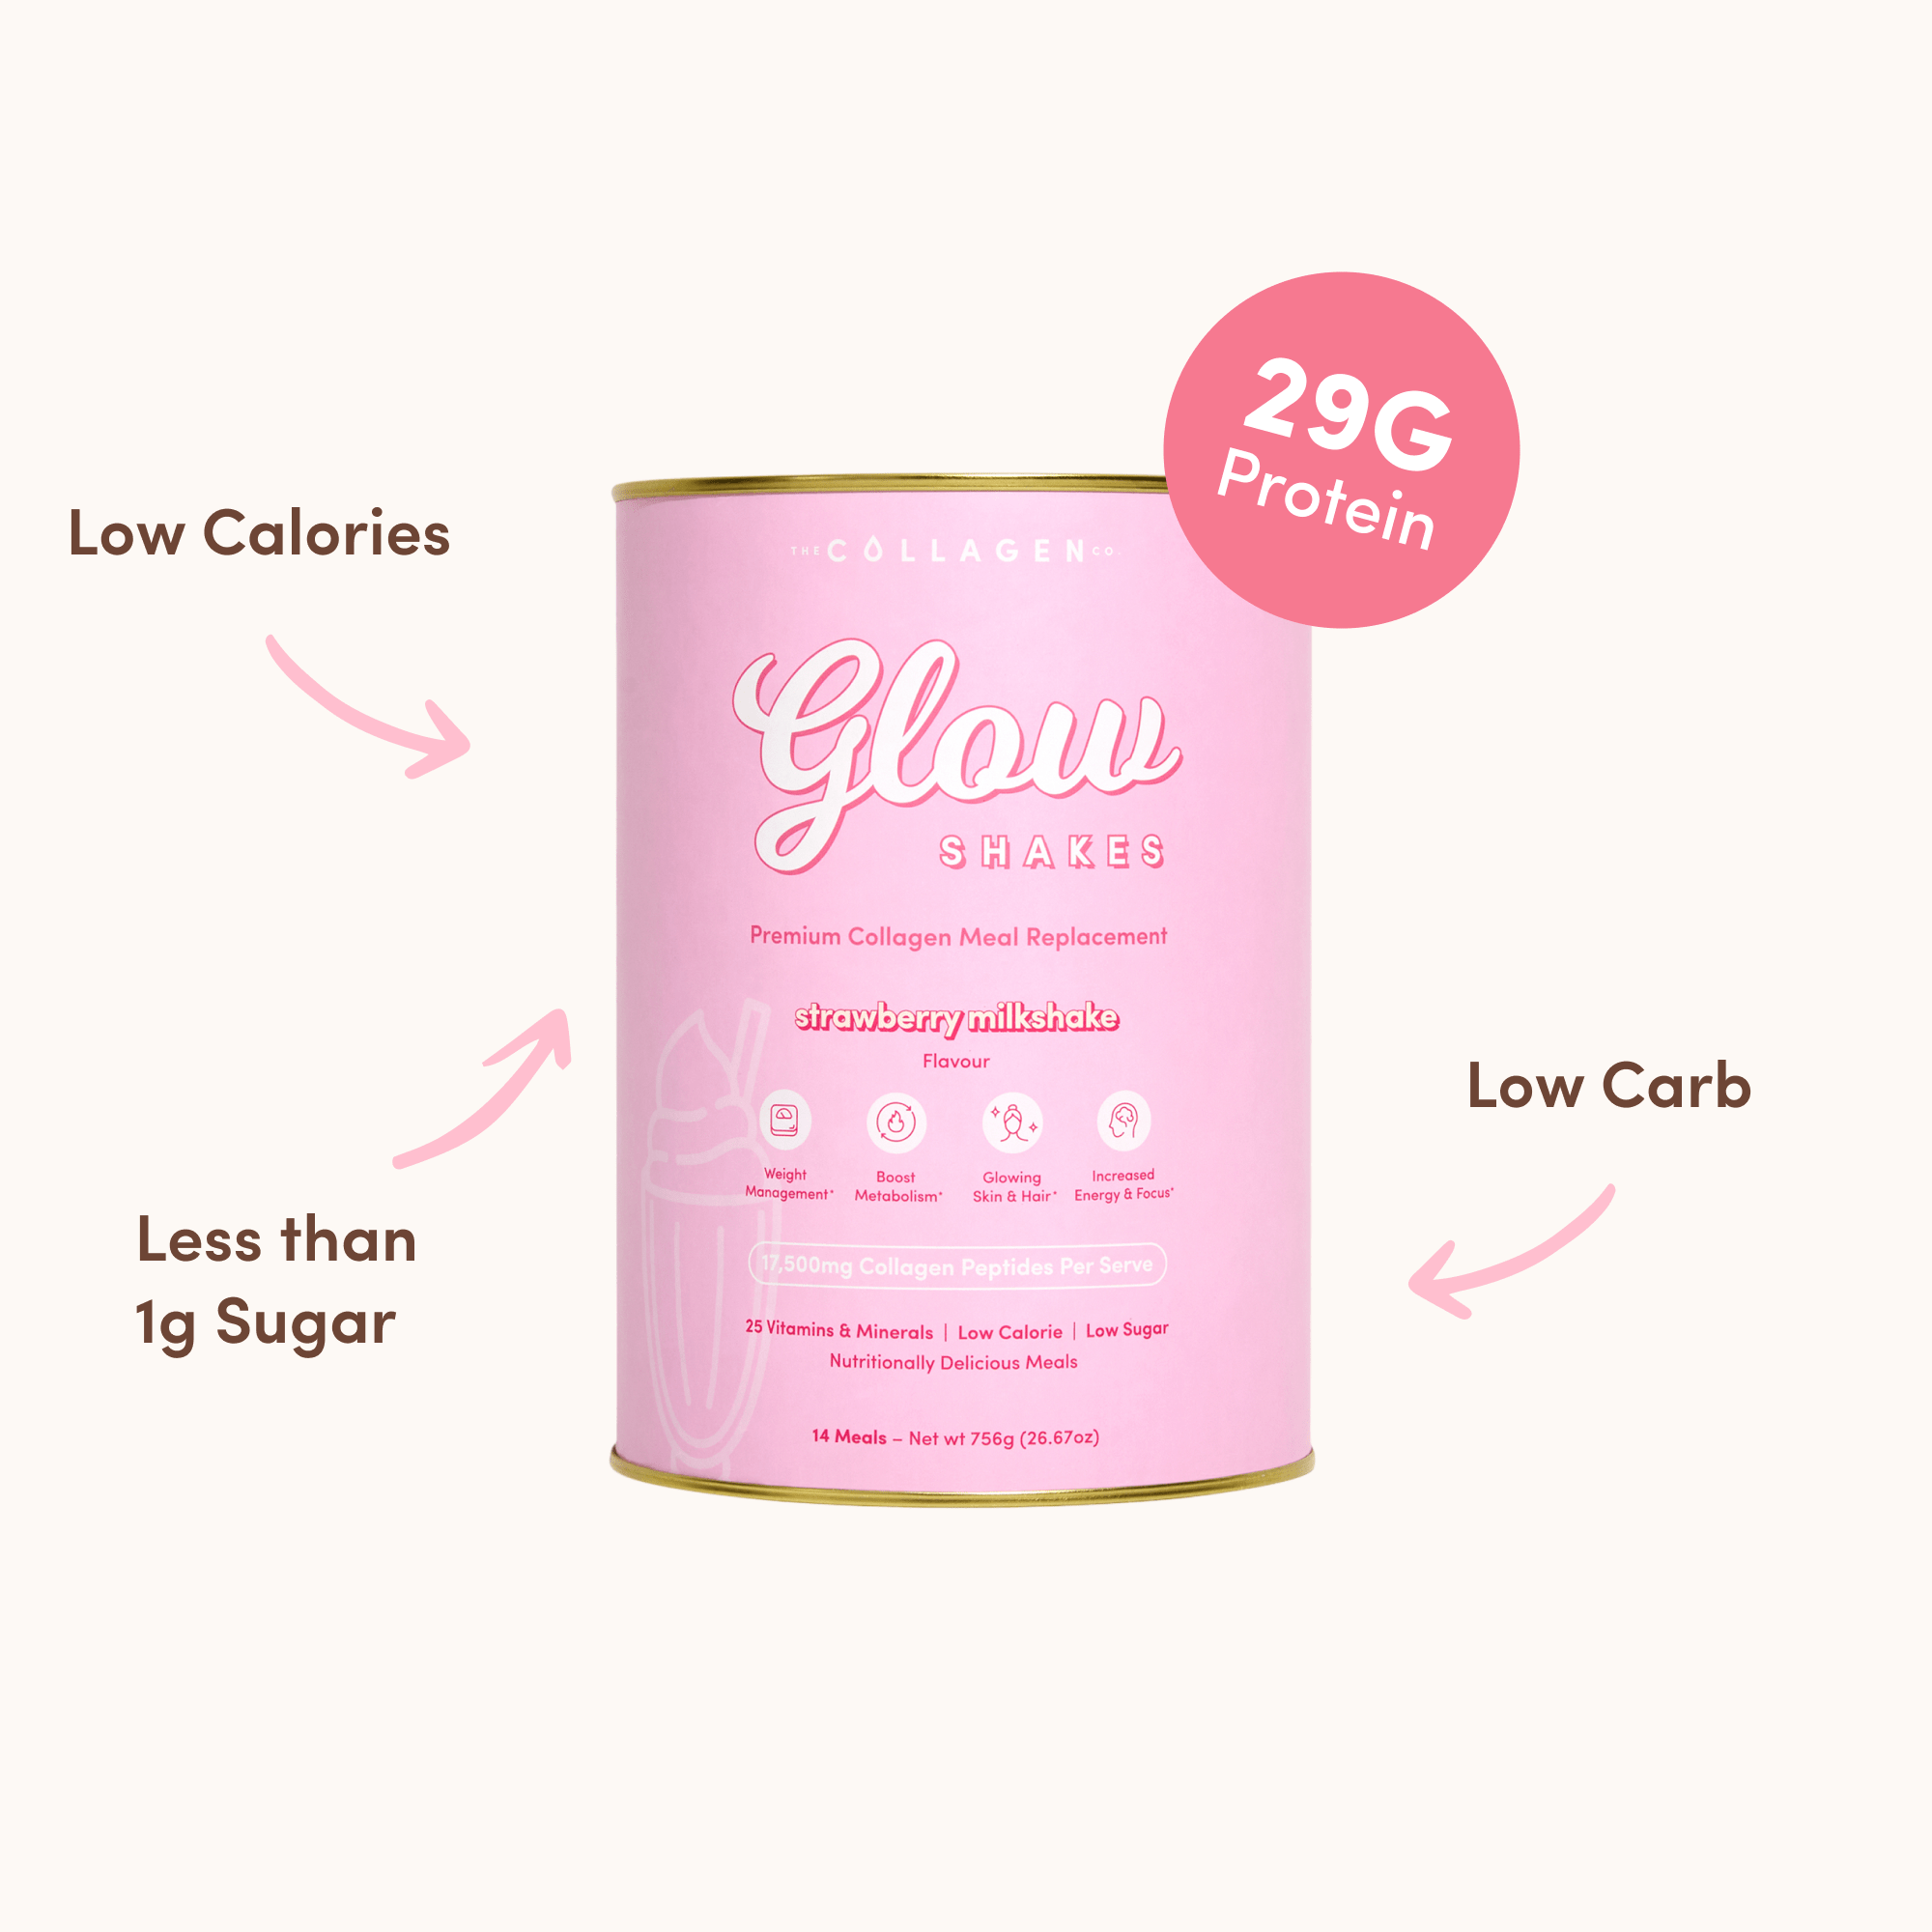 29G
Protein
Low Calories
THE COLLAGEN CO.
Glow
SHAKES
Premium Collagen Meal Replacement
strawberry milkshake
Flavour
Weight
Management*
Boost
Metabolism*
Glowing
Skin & Hair*
Increased
Energy & Focus*
17,500mg Collagen Peptides Per Serve
25 Vitamins & Minerals | Low Calorie | Low Sugar
Nutritionally Delicious Meals
14 Meals – Net wt 756g (26.67oz)
Less than
1g Sugar
Low Carb